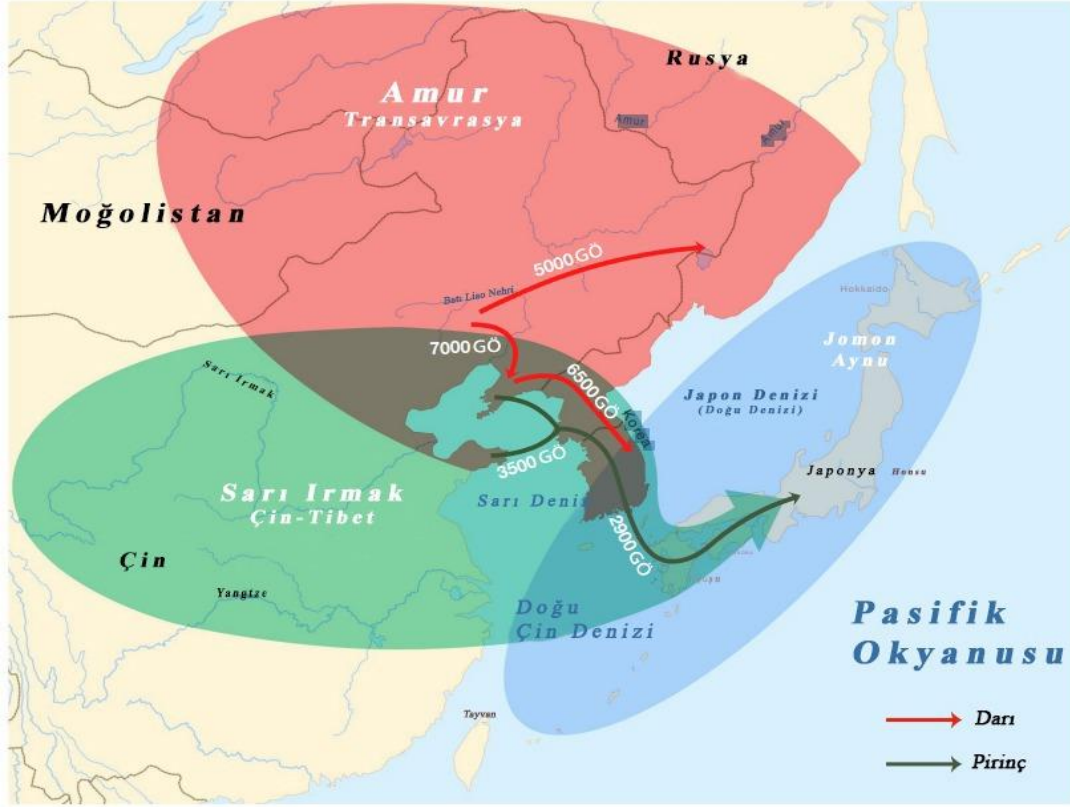 Rusya
Amur
Transavrasya
Amur
Amur
Moğolistan
5000 GÖ
Batı Liao Nehri
Hokkaido
7000 GÖ
Jomon
Aynu
Sarı Irmak
6500 GÖ
Japon Denizi
(Doğu Denizi)
Korea
3500 GÖ
Japonya
Honsu
Sarı Irmak
Çin-Tibet
Sarı Deniz
2900 GÖ
Çin
Yangtze
Doğu
Çin Denizi
Pasifik
Okyanusu
Tayvan
Darı
Pirinç